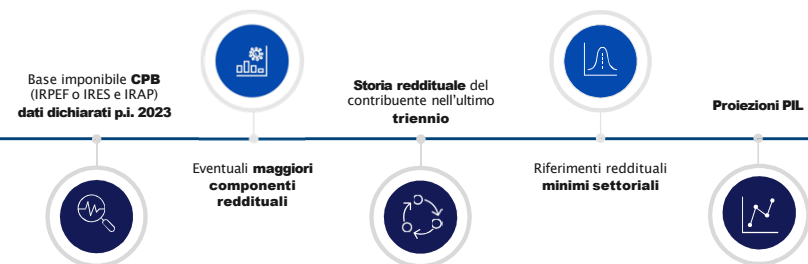 Base imponibile CPB
(IRPEF o IRES e IRAP)
dati dichiarati p.i. 2023
Eventuali maggiori
componenti
reddituali
Storia reddituale del
contribuente nell'ultimo
triennio
Riferimenti reddituali
minimi settoriali
Proiezioni PIL